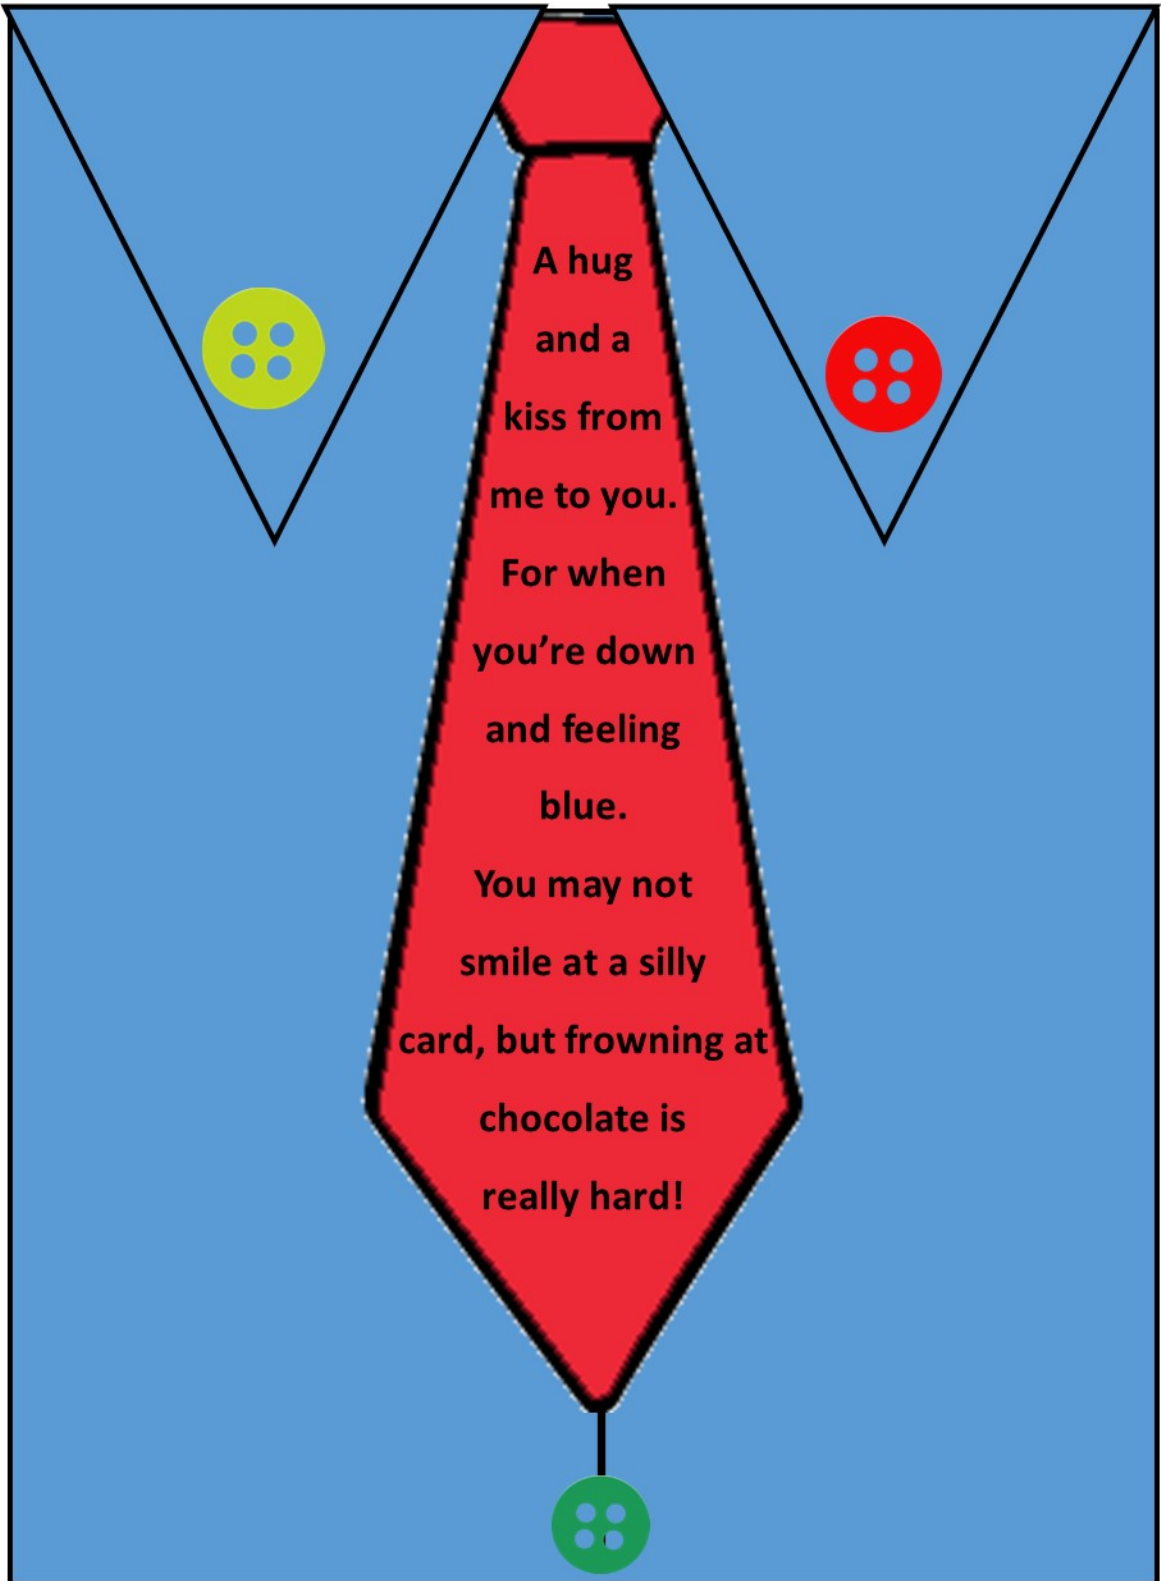 A hug
and a
kiss from
me to you.
For when
you’re down
and feeling
blue.
You may not
smile at a silly
card, but frowning at
chocolate is
really hard!